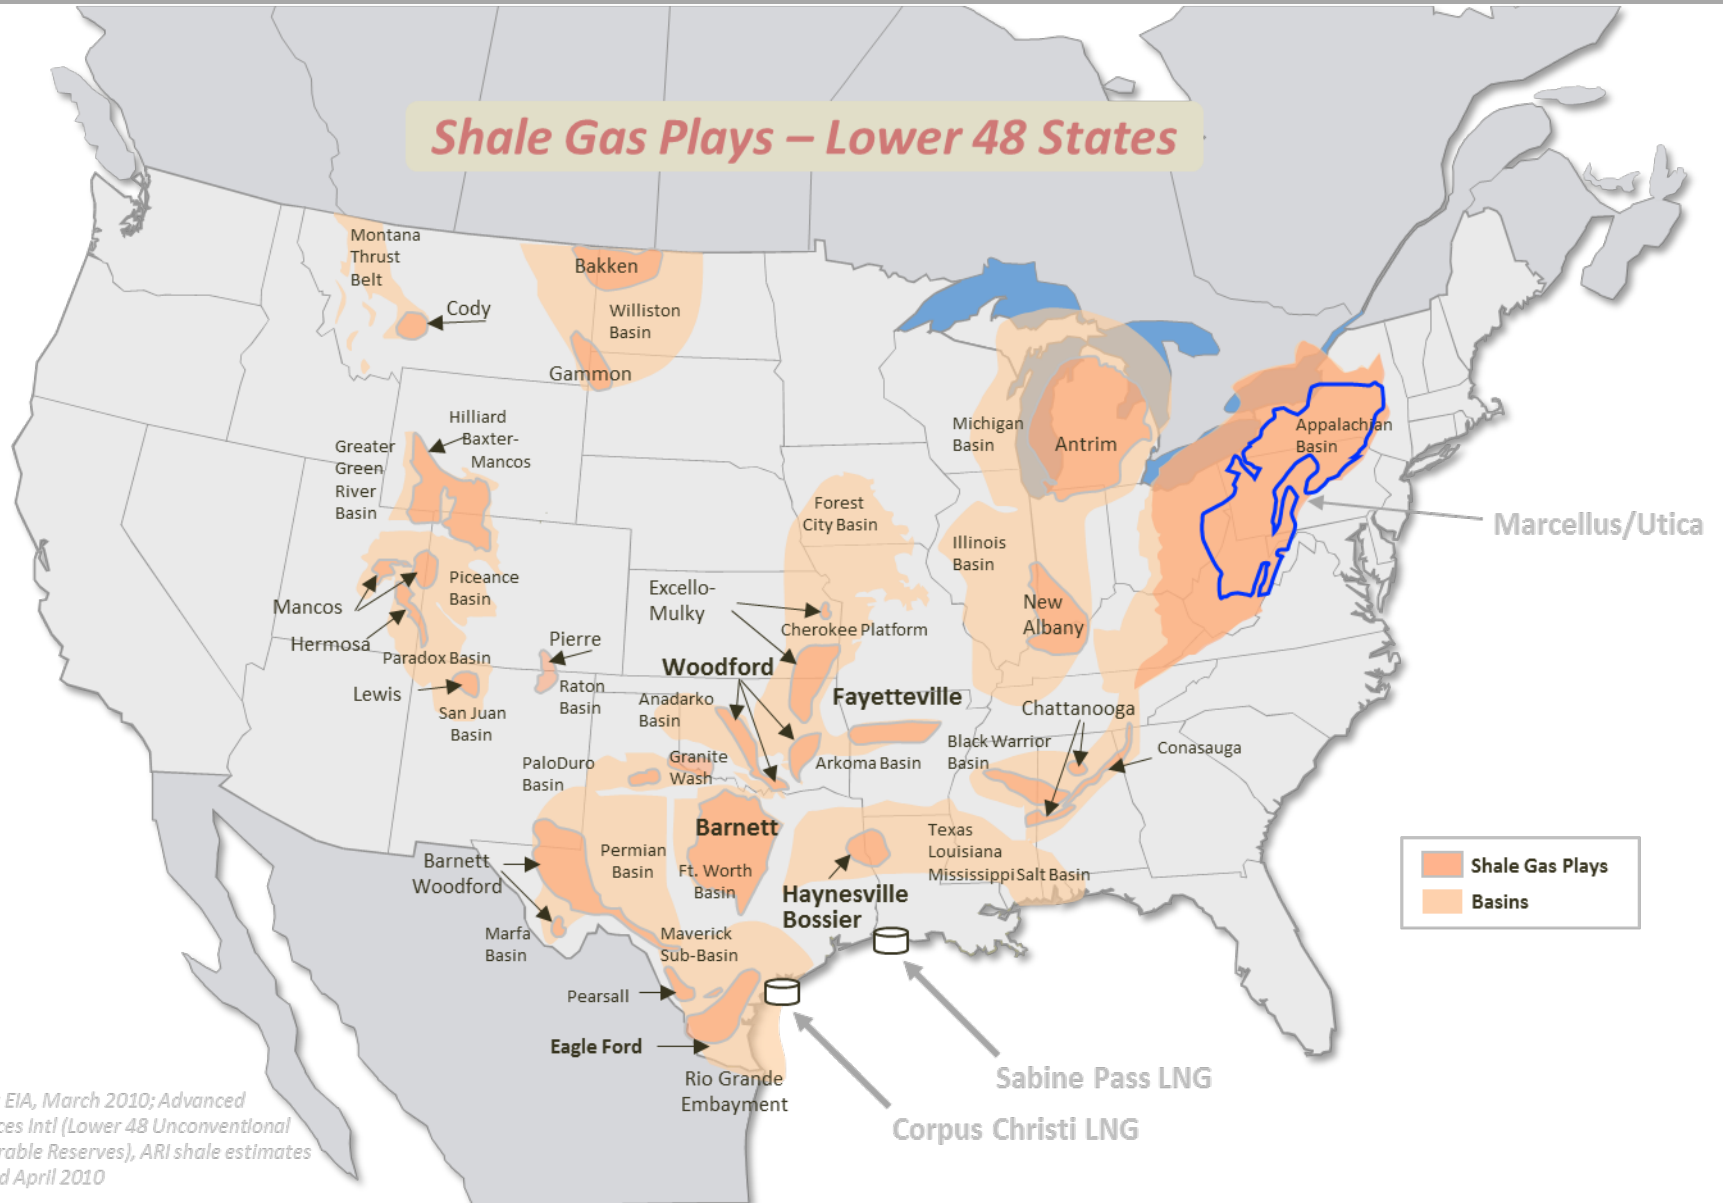 Shale Gas Plays – Lower 48 States
Montana
Thrust
Belt
Cody
Bakken
Williston
Basin
Gammon
Hilliard
Baxter-
Mancos
Greater
Green
River
Basin
Michigan
Basin
Antrim
Appalachian
Basin
Marcellus/Utica
Forest
City Basin
Illinois
Basin
New
Albany
Piceance
Basin
Mancos
Hermosa
Paradox Basin
Lewis
San Juan
Basin
Pierre
Raton
Basin
Excello-
Mulky
Cherokee Platform
Woodford
Anadarko
Basin
Fayetteville
Chattanooga
Black Warrior
Basin
Conasauga
PaloDuro
Basin
Granite
Wash
Arkoma Basin
Barnett
Ft. Worth
Basin
Permian
Basin
Barnett
Woodford
Marfa
Basin
Texas
Louisiana
Mississippi Salt Basin
Haynesville
Bossier
Maverick
Sub-Basin
Pearsall
Eagle Ford
Rio Grande
Embayment
Sabine Pass LNG
Corpus Christi LNG
Shale Gas Plays
Basins
EIA, March 2010; Advanced
ces Intl (Lower 48 Unconventional
rable Reserves), ARI shale estimates
d April 2010